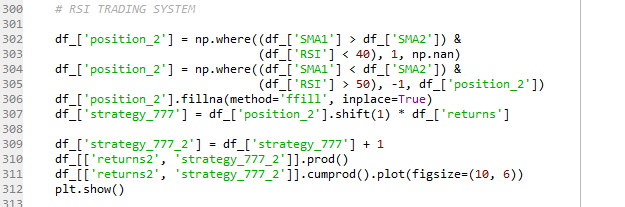 300 # RSI TRADING SYSTEM
301
302 df_['position_2'] = np.where((df_['SMA1'] > df_['SMA2']) &
303 (df_['RSI'] < 40), 1, np.nan)
304 df_['position_2'] = np.where((df_['SMA1'] < df_['SMA2']) &
305 (df_['RSI'] > 50), -1, df_['position_2'])
306 df_['position_2'].fillna(method='ffill', inplace=True)
307 df_['strategy_777'] = df_['position_2'].shift(1) * df_['returns']
308
309 df_['strategy_777_2'] = df_['strategy_777'] + 1
310 df_[['returns2', 'strategy_777_2']].prod()
311 df_[['returns2', 'strategy_777_2']].cumprod().plot(figsize=(10, 6))
312 plt.show()
313